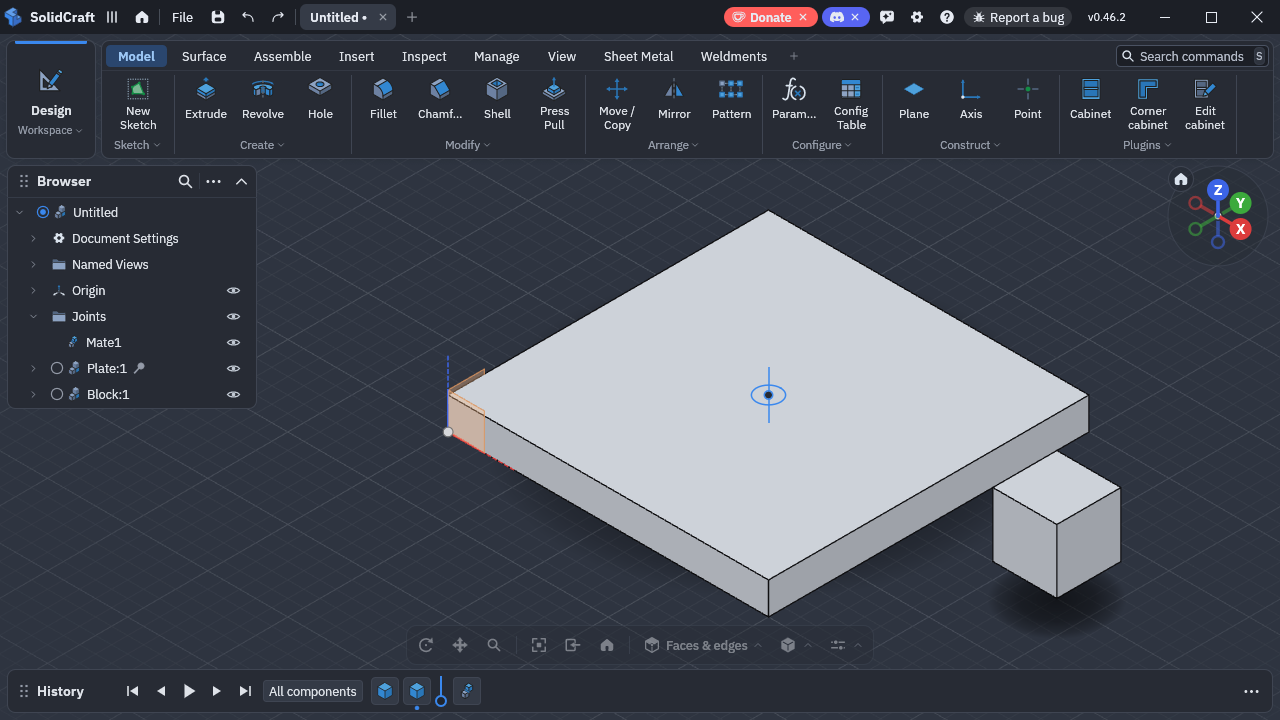 SolidCraft
File
Untitled •
Donate
Report a bug
v0.46.2
Design
Workspace
Model
Surface
Assemble
Insert
Inspect
Manage
View
Sheet Metal
Weldments
Search commands
S
New Sketch
Extrude
Revolve
Hole
Fillet
Chamf...
Shell
Press Pull
Move / Copy
Mirror
Pattern
Param...
Config Table
Plane
Axis
Point
Cabinet
Corner cabinet
Edit cabinet
Sketch
Create
Modify
Arrange
Configure
Construct
Plugins
Browser
Untitled
Document Settings
Named Views
Origin
Joints
Mate1
Plate:1
Block:1
Z
Y
X
Faces & edges
History
All components